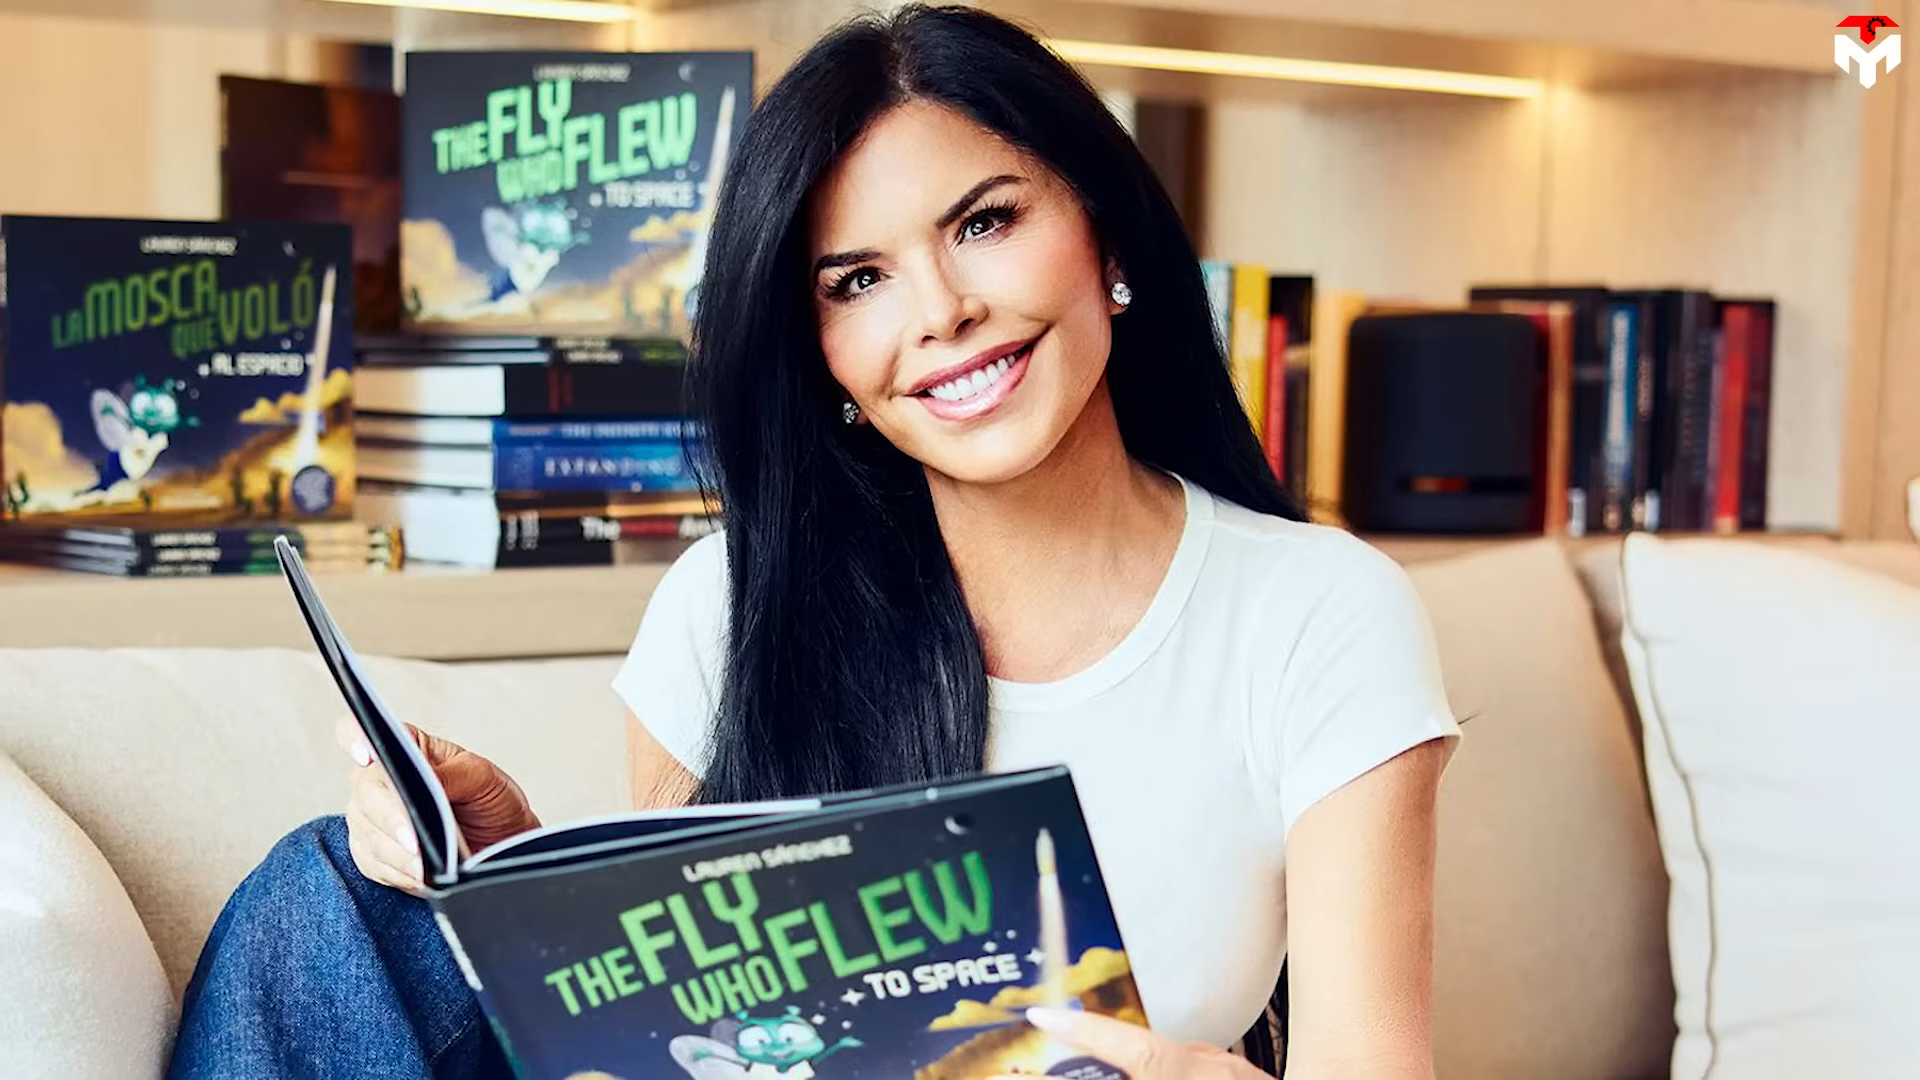 LAUREN SÁNCHEZ
THE FLY
WHO FLEW
TO SPACE
LAUREN SÁNCHEZ
LA MOSCA
QUE VOLÓ
AL ESPACIO
EXPANDING
The
LAUREN SÁNCHEZ
THE FLY
WHO FLEW
TO SPACE